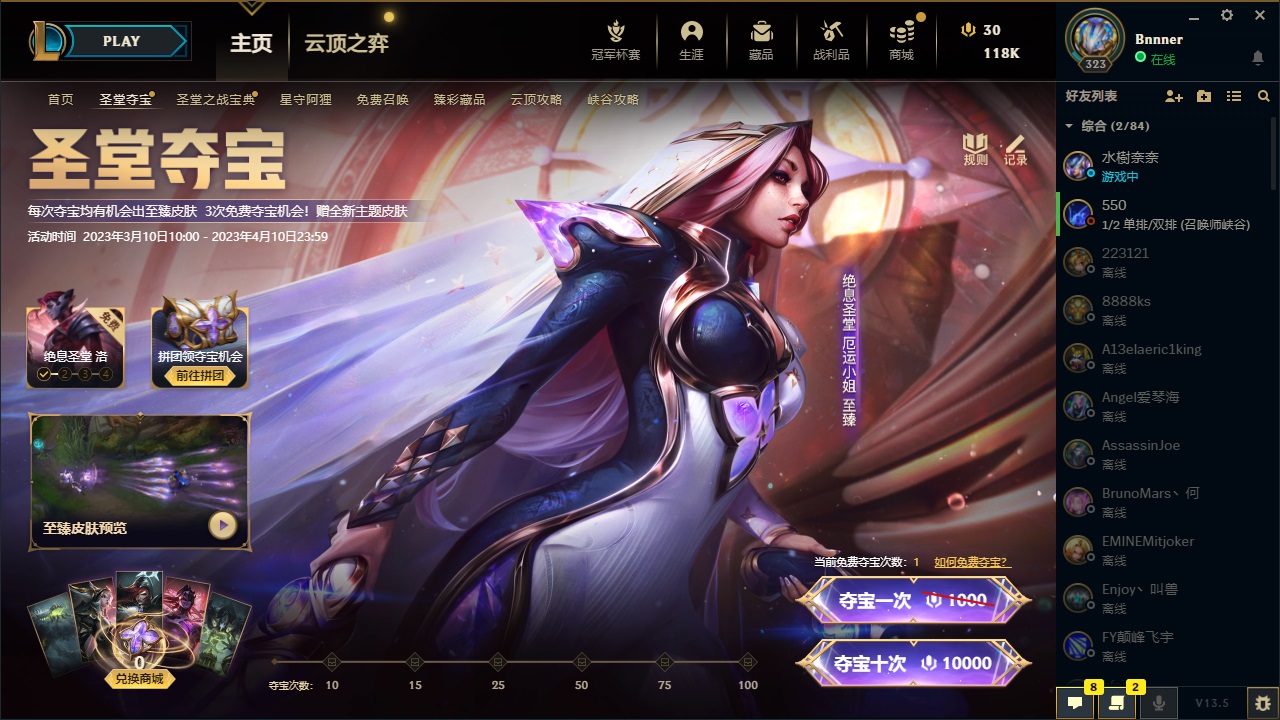 PLAY
主页
云顶之弈
冠军杯赛
生涯
藏品
战利品
商城
30
118K
323
Bnnner
在线
首页
圣堂夺宝
圣堂之战宝典
星守阿狸
免费召唤
臻彩藏品
云顶攻略
峡谷攻略
圣堂夺宝
每次夺宝均有机会出至臻皮肤 3次免费夺宝机会！赠全新主题皮肤
活动时间 2023年3月10日10:00 - 2023年4月10日23:59
规则
记录
免费
绝息圣堂 洛
2
3
4
拼团领夺宝机会
前往拼团
绝息圣堂 厄运小姐 至臻
至臻皮肤预览
0
兑换商城
当前免费夺宝次数：1
如何免费夺宝？
夺宝一次 1000
夺宝十次 10000
夺宝次数：
10
15
25
50
75
100
好友列表
综合 (2/84)
水樹奈奈
游戏中
550
1/2 单排/双排 (召唤师峡谷)
223121
离线
8888ks
离线
A13elaeric1king
离线
Angel爱琴海
离线
AssassinJoe
离线
BrunoMars丶何
离线
EMINEMitjoker
离线
Enjoy丶叫兽
离线
FY颠峰飞宇
离线
8
2
V13.5